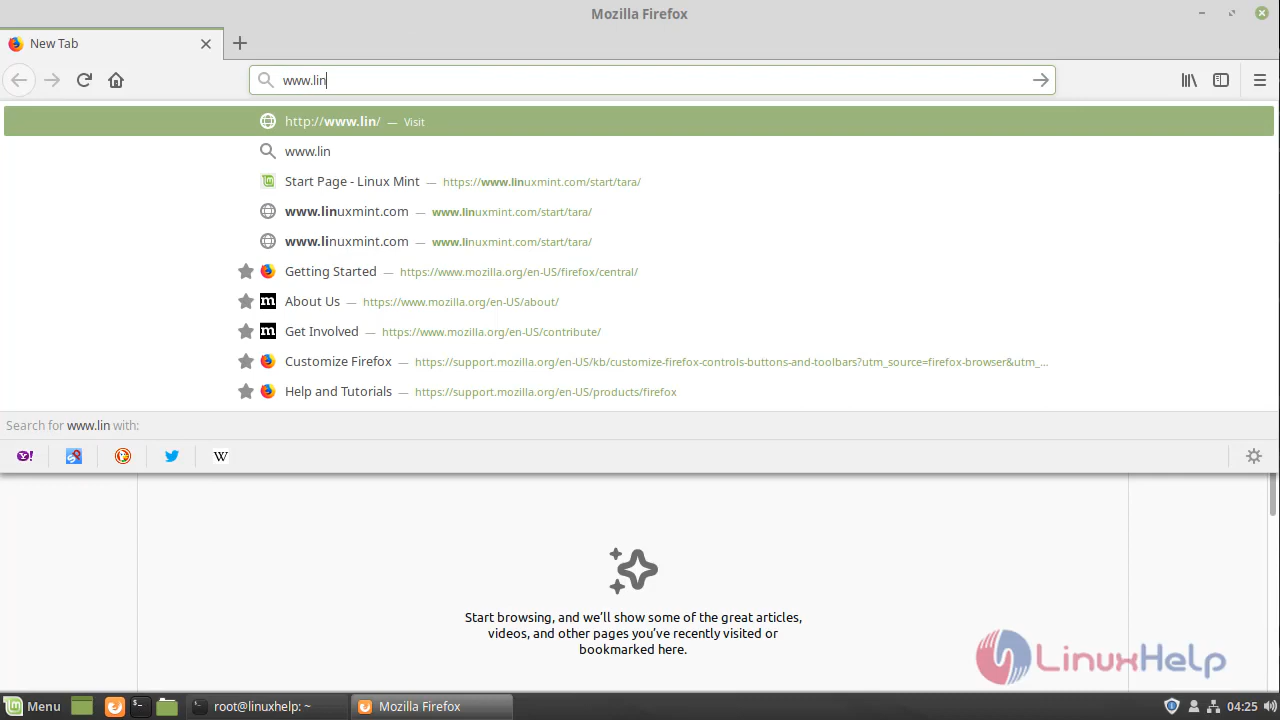 Mozilla Firefox
New Tab
www.lin
http://www.lin/ — Visit
www.lin
Start Page - Linux Mint — https://www.linuxmint.com/start/tara/
www.linuxmint.com — www.linuxmint.com/start/tara/
www.linuxmint.com — www.linuxmint.com/start/tara/
Getting Started — https://www.mozilla.org/en-US/firefox/central/
About Us — https://www.mozilla.org/en-US/about/
Get Involved — https://www.mozilla.org/en-US/contribute/
Customize Firefox — https://support.mozilla.org/en-US/kb/customize-firefox-controls-buttons-and-toolbars?utm_source=firefox-browser&utm_...
Help and Tutorials — https://support.mozilla.org/en-US/products/firefox
Search for www.lin with:
Start browsing, and we'll show some of the great articles,
videos, and other pages you've recently visited or
bookmarked here.
LinuxHelp
Menu root@linuxhelp: ~ Mozilla Firefox 04:25